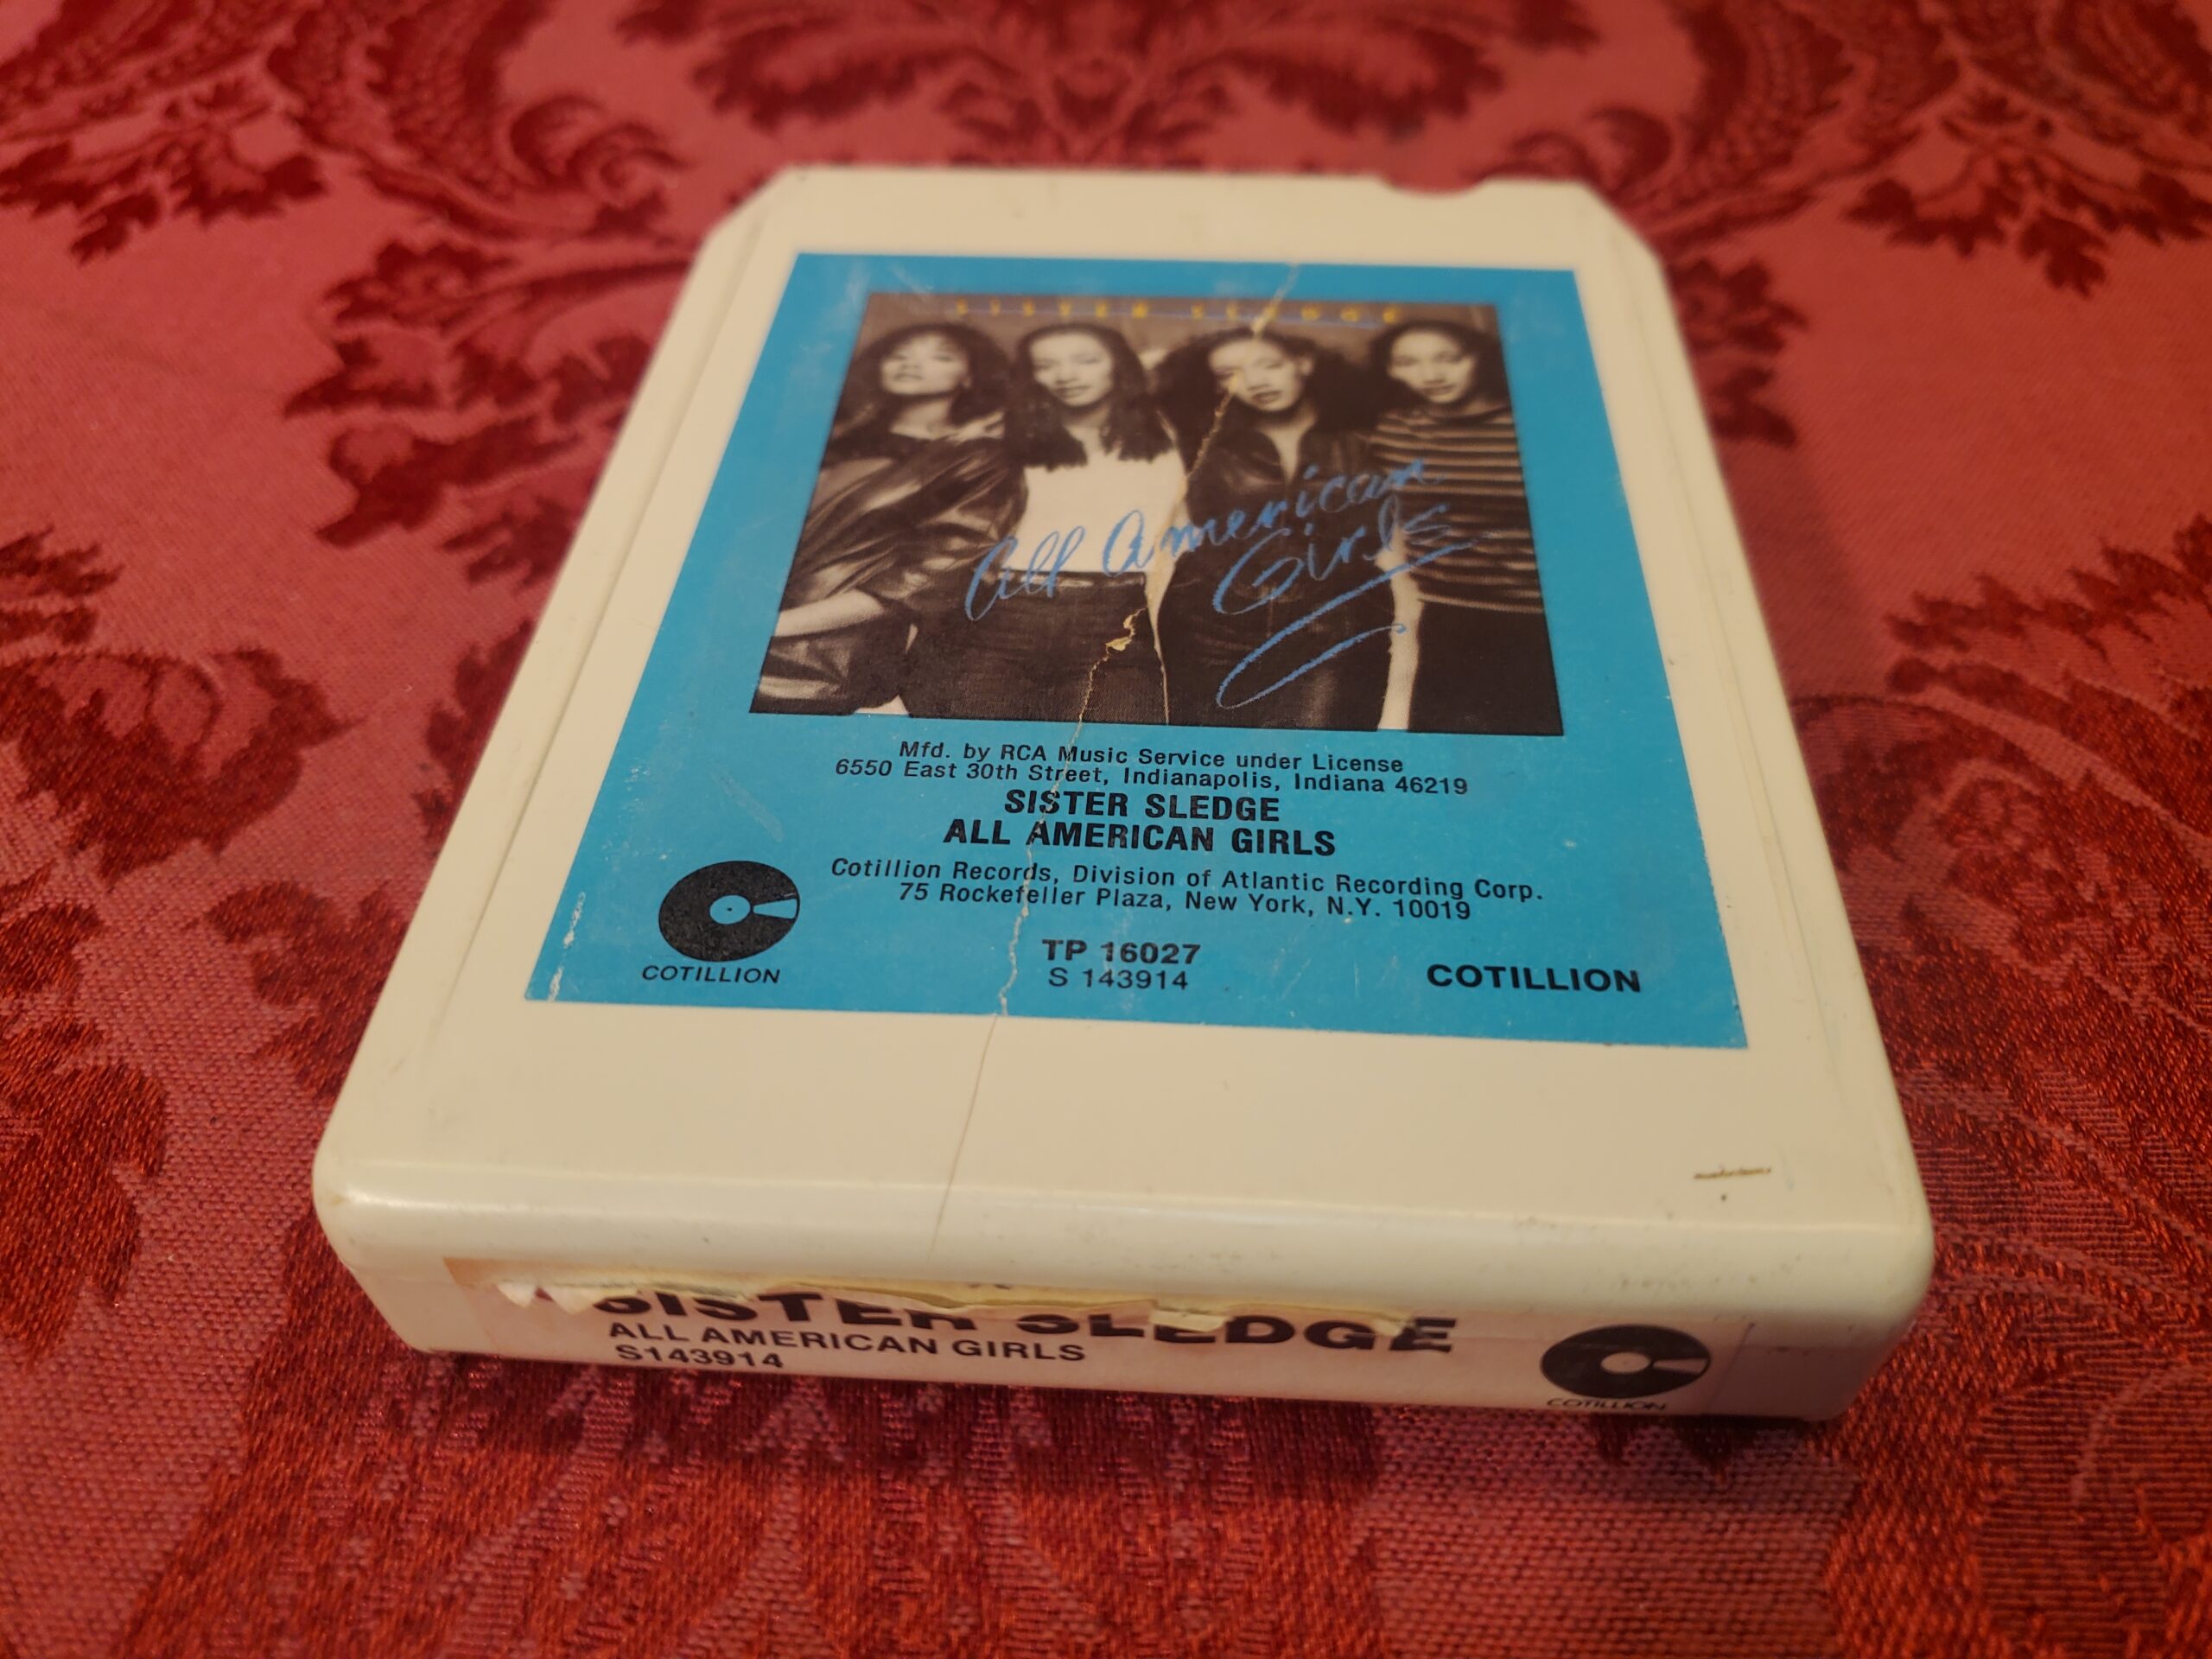 SISTER SLEDGE
All American
Girls
Mfd. by RCA Music Service under License
6550 East 30th Street, Indianapolis, Indiana 46219
SISTER SLEDGE
ALL AMERICAN GIRLS
Cotillion Records, Division of Atlantic Recording Corp.
75 Rockefeller Plaza, New York, N.Y. 10019
TP 16027
S 143914
COTILLION
COTILLION
SISTER SLEDGE
ALL AMERICAN GIRLS
S143914
COTILLION